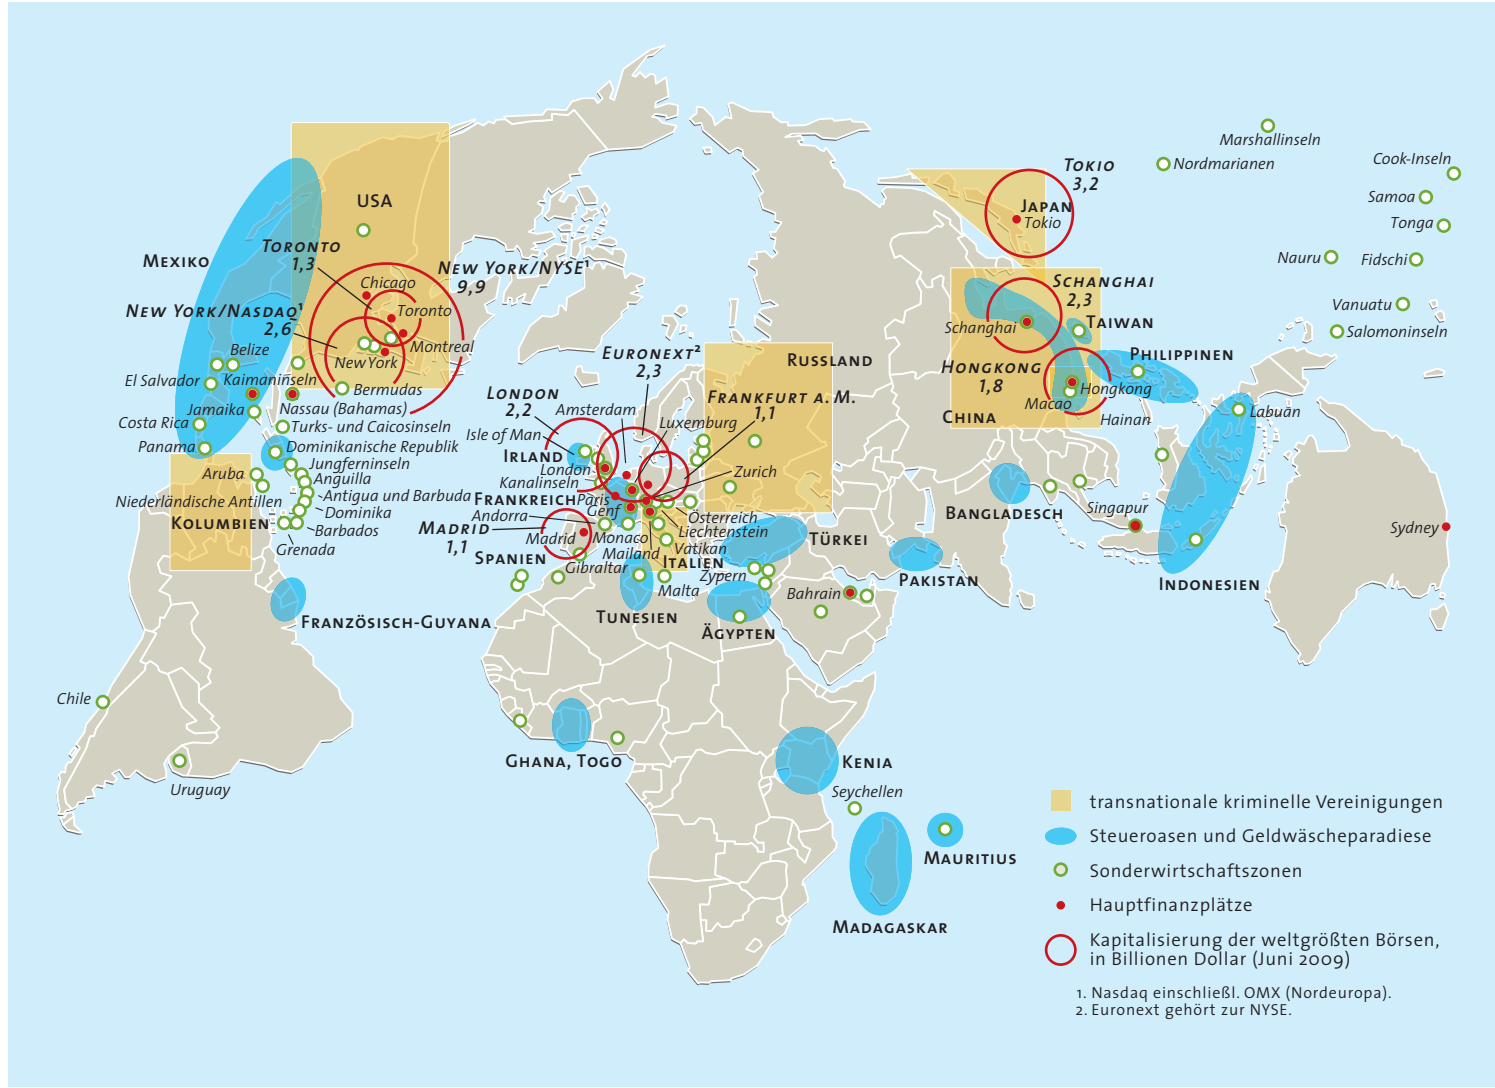 Marshallinseln
Nordmarianen
Cook-Inseln
Samoa
Tonga
Nauru
Fidschi
Vanuatu
Salomoninseln
TOKIO
3,2
JAPAN
Tokio
USA
MEXIKO
TORONTO
1,3
NEW YORK/NYSE¹
9,9
Chicago
Toronto
NEW YORK/NASDAQ¹
2,6
Montreal
New York
Belize
El Salvador
Kaimaninseln
Bermudas
Jamaika
Nassau (Bahamas)
Costa Rica
Turks- und Caicosinseln
Panama
Dominikanische Republik
Jungferninseln
Aruba
Anguilla
Niederländische Antillen
Antigua und Barbuda
Dominika
KOLUMBIEN
Barbados
Grenada
FRANZÖSISCH-GUYANA
Chile
Uruguay
EURONEXT²
2,3
LONDON
2,2
Amsterdam
Isle of Man
IRLAND
London
Kanalinseln
FRANKREICH
Paris
Andorra
Genf
MADRID
1,1
Madrid
Monaco
Mailand
SPANIEN
Gibraltar
RUSSLAND
FRANKFURT A. M.
1,1
Luxemburg
Zurich
Österreich
Liechtenstein
Vatikan
ITALIEN
Malta
Zypern
TÜRKEI
TUNESIEN
ÄGYPTEN
Bahrain
PAKISTAN
GHANA, TOGO
KENIA
Seychellen
MAURITIUS
MADAGASKAR
SCHANGHAI
2,3
Schanghai
TAIWAN
HONGKONG
1,8
PHILIPPINEN
Hongkong
Macao
CHINA
Hainan
Labuan
BANGLADESCH
Singapur
INDONESIEN
Sydney
transnationale kriminelle Vereinigungen
Steueroasen und Geldwäscheparadiese
Sonderwirtschaftszonen
Hauptfinanzplätze
Kapitalisierung der weltgrößten Börsen,
in Billionen Dollar (Juni 2009)
1. Nasdaq einschließl. OMX (Nordeuropa).
2. Euronext gehört zur NYSE.